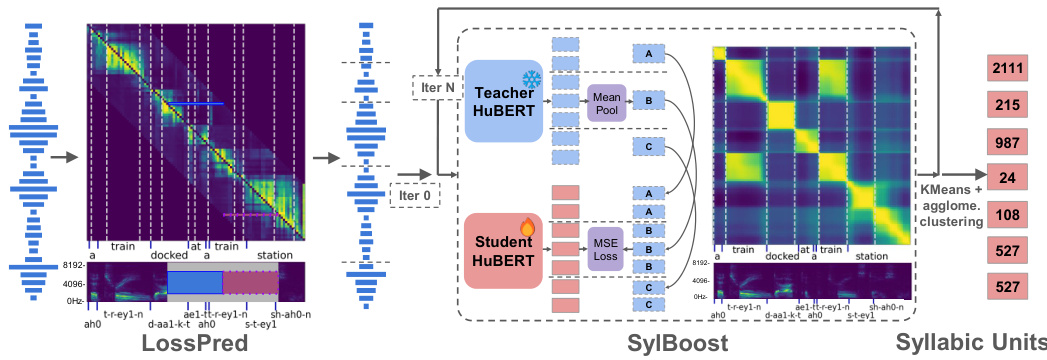 a
train
docked
at
a
train
station
8192-
4096-
0Hz-
ah0
t-r-ey1-n
d-aa1-k-t
ae1-t
ah0
t-r-ey1-n
s-t-ey1
sh-ah0-n
LossPred
Iter N
Iter 0
Teacher
HuBERT
Mean
Pool
A
B
C
Student
HuBERT
MSE
Loss
A
A
B
B
B
C
C
a
train
docked
at
a
train
station
8192-
4096-
0Hz-
ah0
t-r-ey1-n
d-aa1-k-t
ae1-t
ah0
t-r-ey1-n
s-t-ey1
sh-ah0-n
SylBoost
KMeans +
agglome.
clustering
2111
215
987
24
108
527
527
Syllabic Units